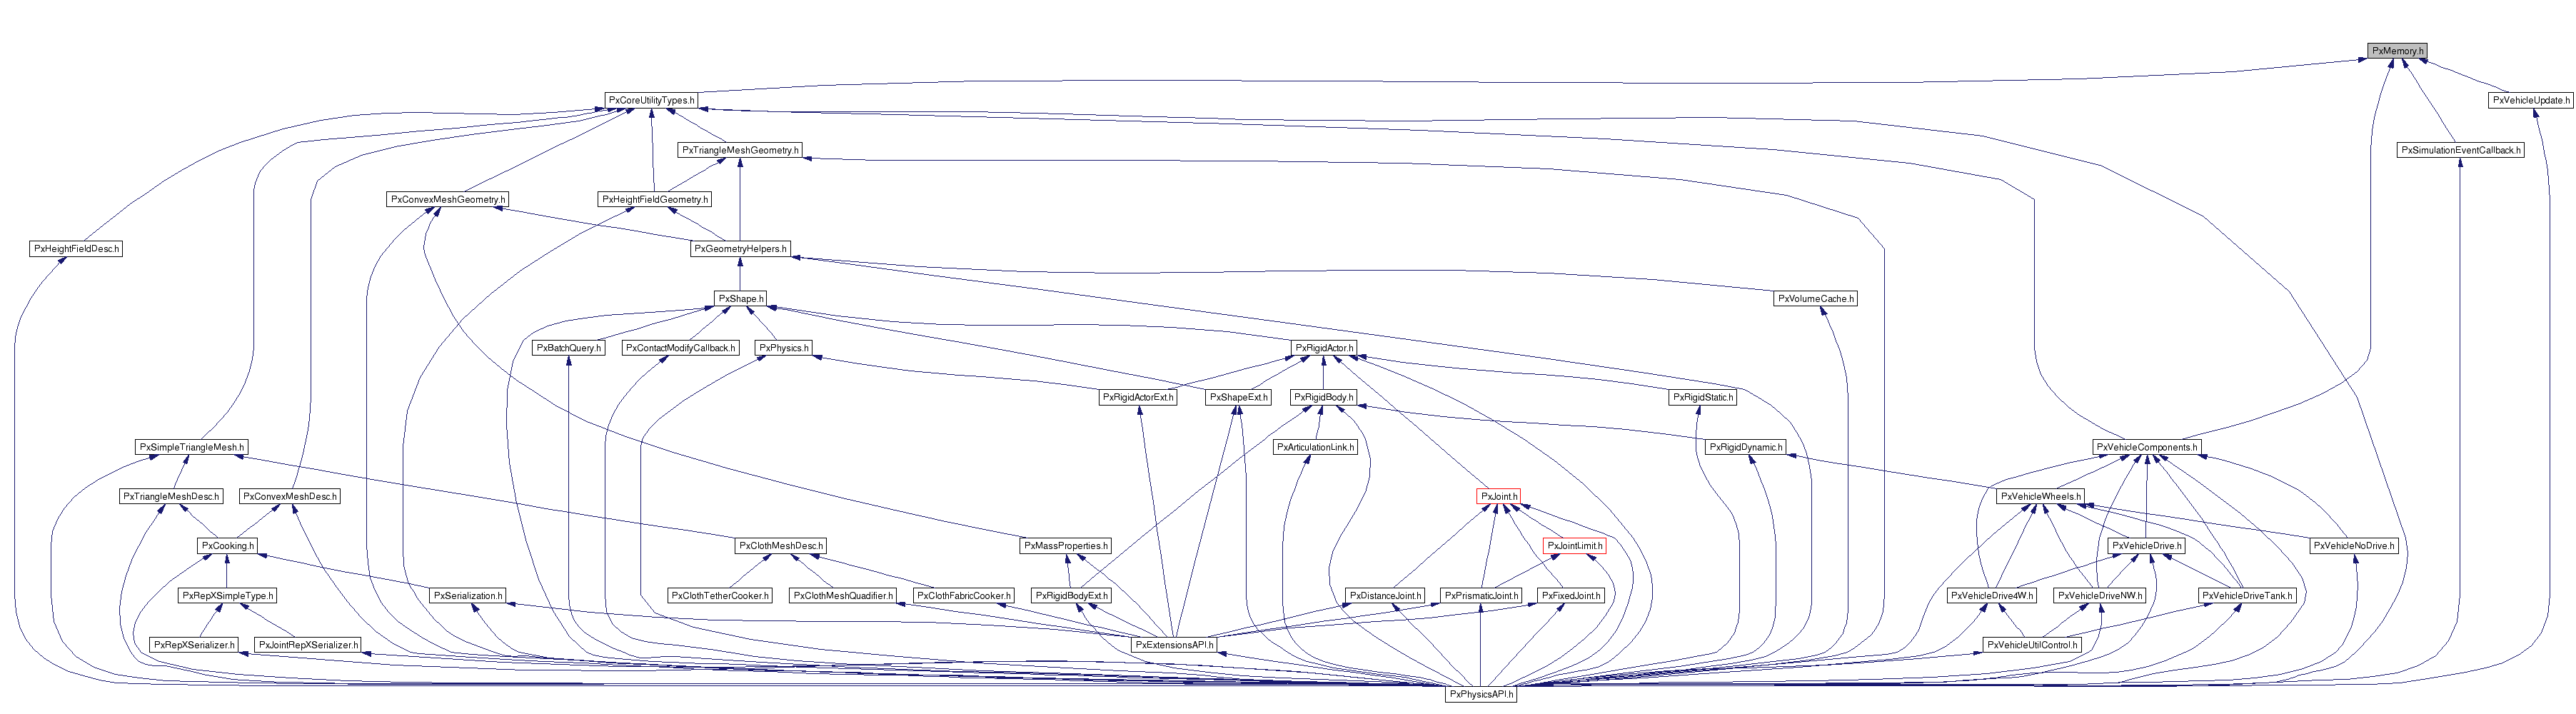 PxMemory.h
PxCoreUtilityTypes.h
PxVehicleUpdate.h
PxTriangleMeshGeometry.h
PxSimulationEventCallback.h
PxConvexMeshGeometry.h
PxHeightFieldGeometry.h
PxHeightFieldDesc.h
PxGeometryHelpers.h
PxShape.h
PxVolumeCache.h
PxBatchQuery.h
PxContactModifyCallback.h
PxPhysics.h
PxRigidActor.h
PxRigidActorExt.h
PxShapeExt.h
PxRigidBody.h
PxRigidStatic.h
PxSimpleTriangleMesh.h
PxArticulationLink.h
PxRigidDynamic.h
PxVehicleComponents.h
PxTriangleMeshDesc.h
PxConvexMeshDesc.h
PxJoint.h
PxVehicleWheels.h
PxCooking.h
PxClothMeshDesc.h
PxMassProperties.h
PxJointLimit.h
PxVehicleDrive.h
PxVehicleNoDrive.h
PxRepXSimpleType.h
PxSerialization.h
PxClothTetherCooker.h
PxClothMeshQuadifier.h
PxClothFabricCooker.h
PxRigidBodyExt.h
PxDistanceJoint.h
PxPrismaticJoint.h
PxFixedJoint.h
PxVehicleDrive4W.h
PxVehicleDriveNW.h
PxVehicleDriveTank.h
PxRepXSerializer.h
PxJointRepXSerializer.h
PxExtensionsAPI.h
PxVehicleUtilControl.h
PxPhysicsAPI.h